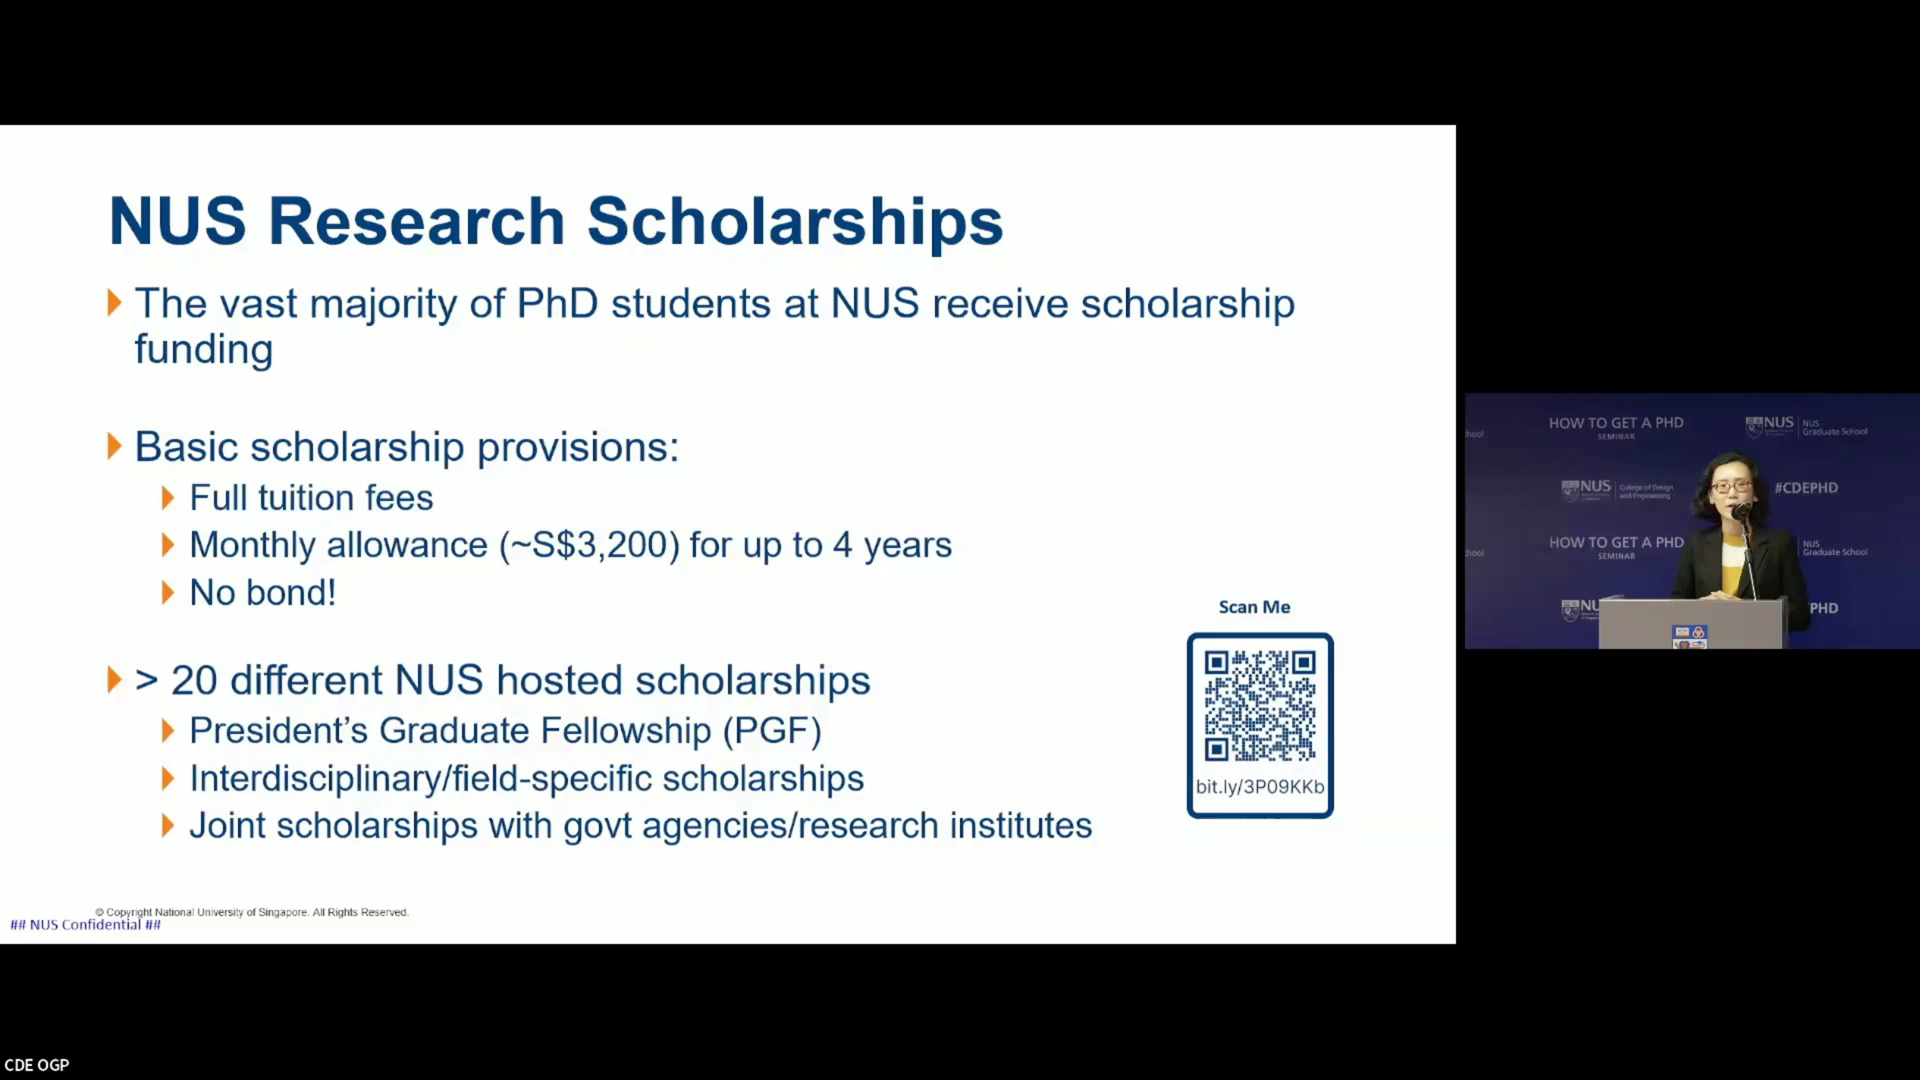 NUS Research Scholarships
The vast majority of PhD students at NUS receive scholarship
funding
Basic scholarship provisions:
Full tuition fees
Monthly allowance (~S$3,200) for up to 4 years
No bond!
> 20 different NUS hosted scholarships
President's Graduate Fellowship (PGF)
Interdisciplinary/field-specific scholarships
Joint scholarships with govt agencies/research institutes
Scan Me
bit.ly/3P09KKb
© Copyright National University of Singapore. All Rights Reserved.
## NUS Confidential ##
HOW TO GET A PHD
SEMINAR
NUS
NUS
Graduate School
hool
NUS
College of Design
and Engineering
#CDEPHD
HOW TO GET A PHD
SEMINAR
NUS
Graduate School
hool
NU
PHD
CDE OGP